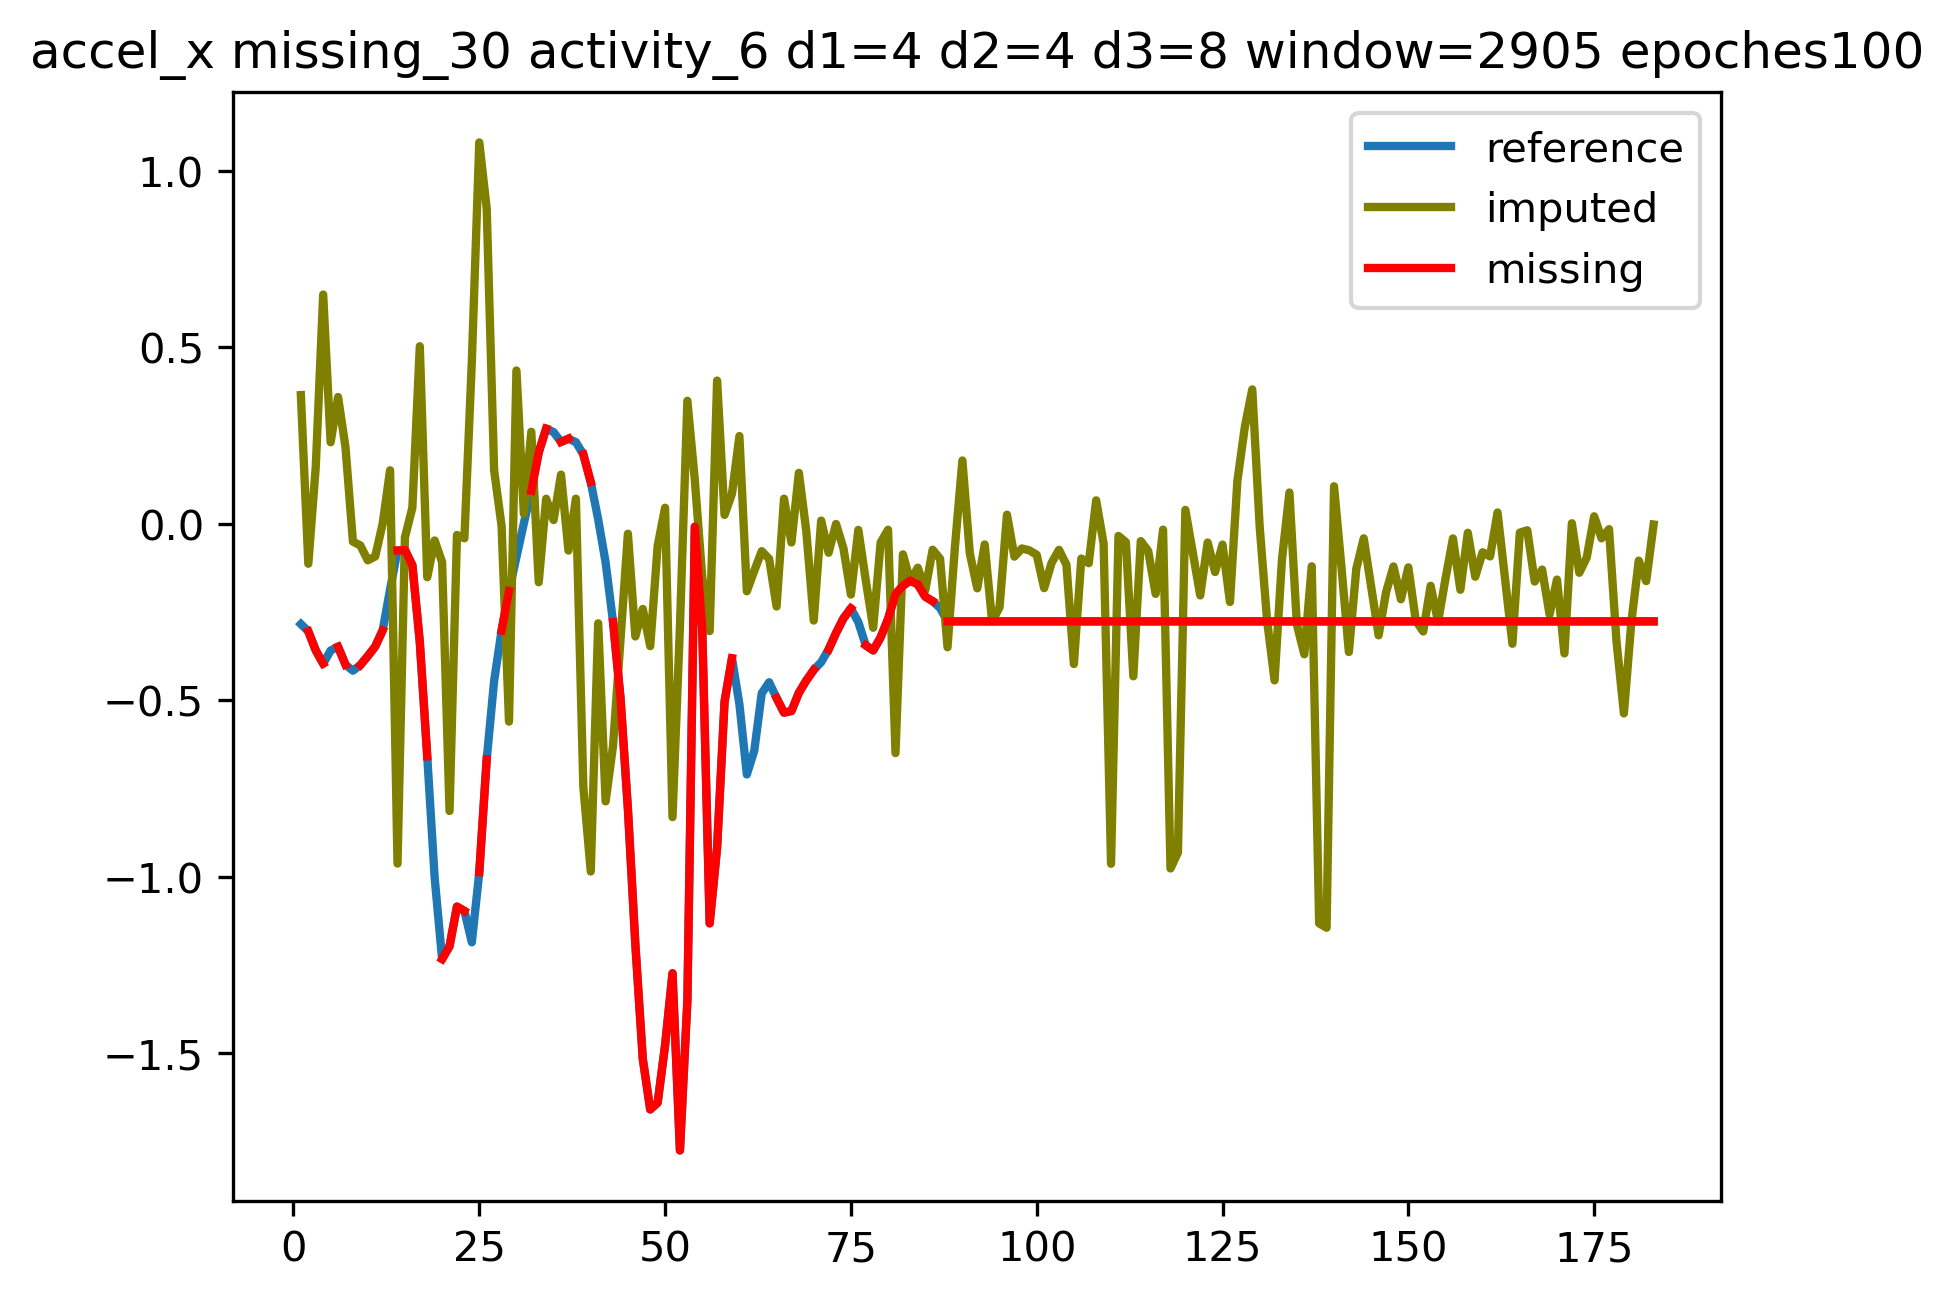 accel_x missing_30 activity_6 d1=4 d2=4 d3=8 window=2905 epoches100
reference
imputed
missing
1.0
0.5
0.0
−0.5
−1.0
−1.5
0 25 50 75 100 125 150 175